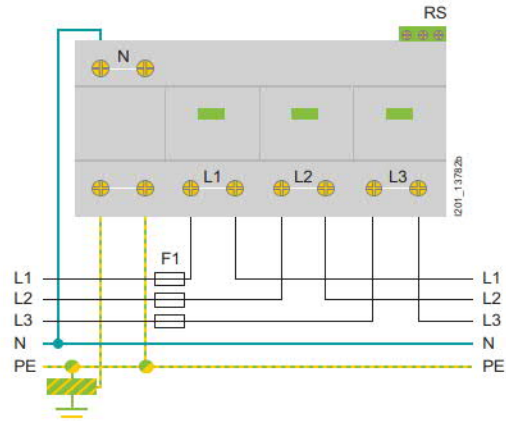 RS
N
L1 L2 L3
I201_13782b
F1
L1 L1
L2 L2
L3 L3
N N
PE PE